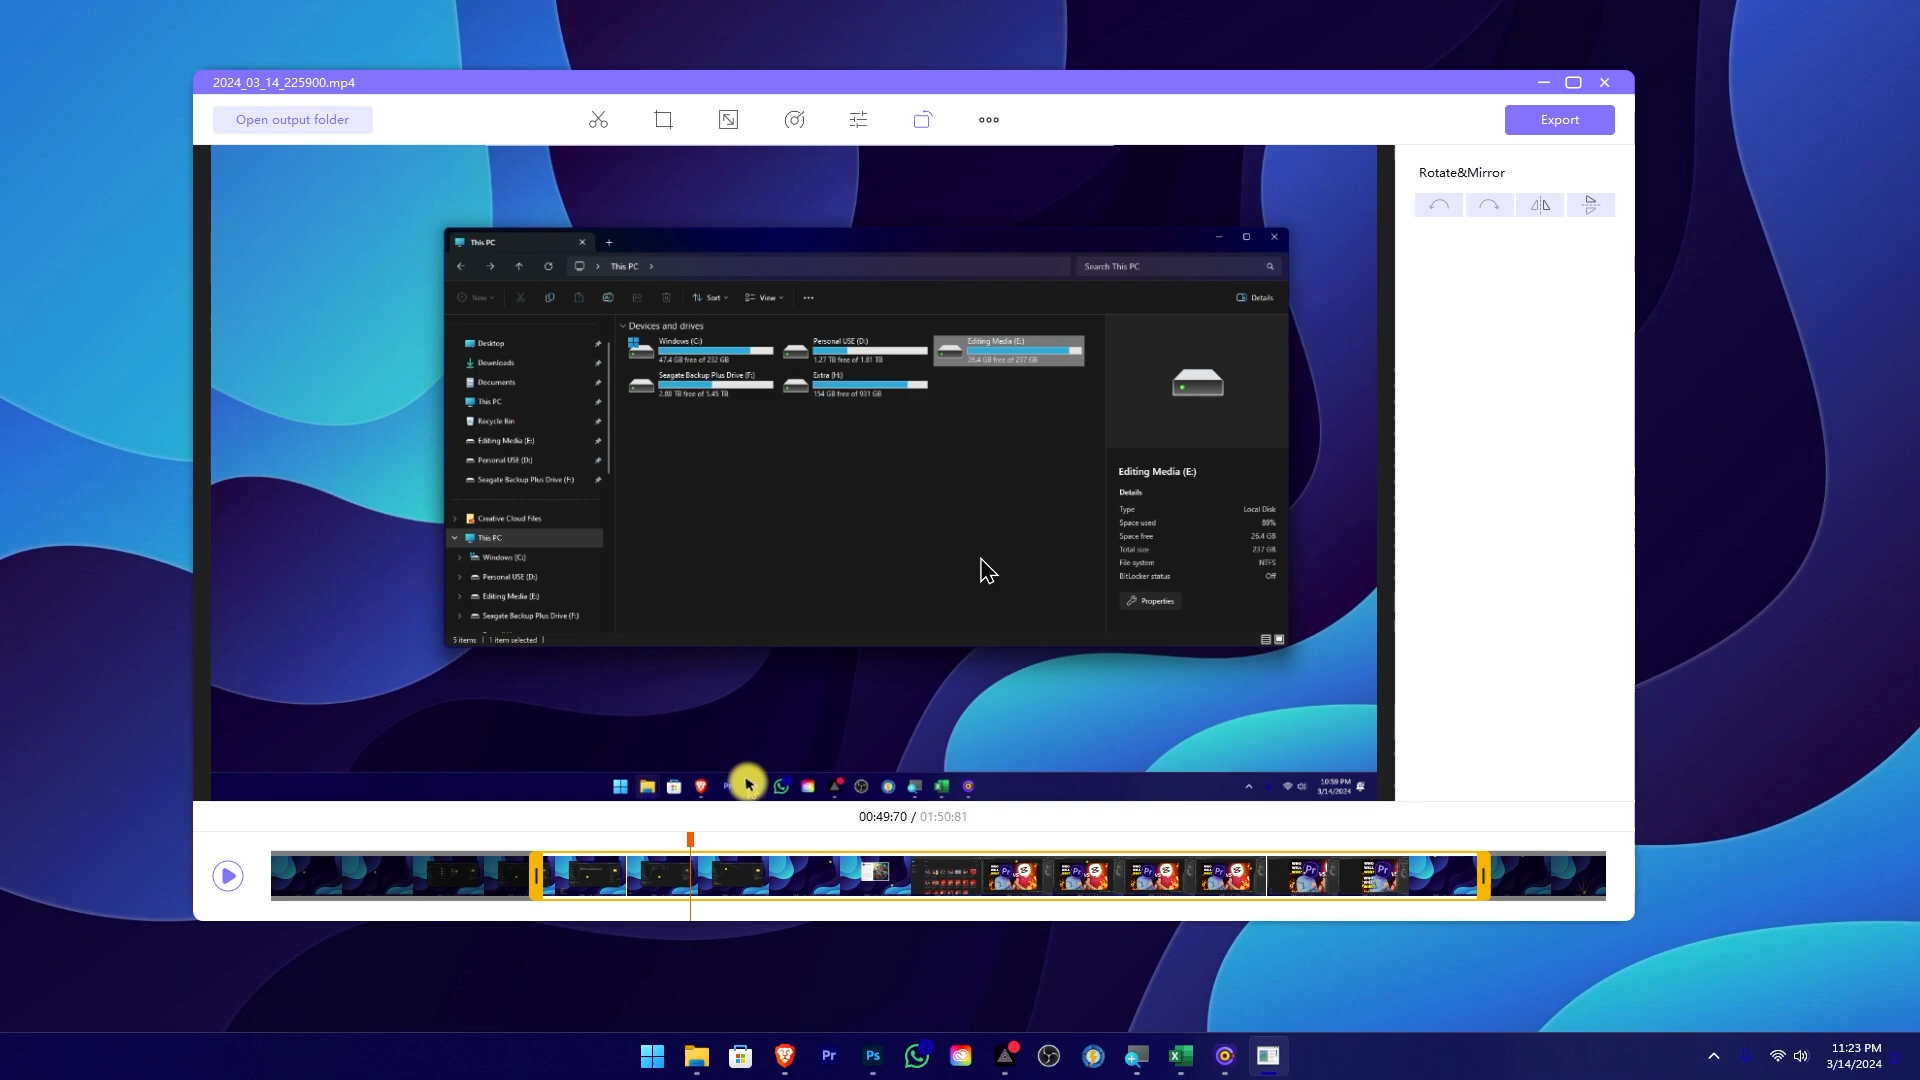 2024_03_14_225900.mp4
Open output folder
Export
Rotate&Mirror
This PC
This PC
Search This PC
New
Sort
View
Details
Desktop
Downloads
Documents
This PC
Recycle Bin
Editing Media (E:)
Personal USE (D:)
Seagate Backup Plus Drive (F:)
Creative Cloud Files
This PC
Windows (C:)
Personal USE (D:)
Editing Media (E:)
Seagate Backup Plus Drive (F:)
Devices and drives
Windows (C:)
47.4 GB free of 232 GB
Personal USE (D:)
1.27 TB free of 1.81 TB
Editing Media (E:)
26.4 GB free of 237 GB
Seagate Backup Plus Drive (F:)
2.88 TB free of 5.45 TB
Extra (H:)
154 GB free of 931 GB
Editing Media (E:)
Details
Type Local Disk
Space used 89%
Space free 26.4 GB
Total size 237 GB
File system NTFS
BitLocker status Off
Properties
5 items 1 item selected
10:59 PM
3/14/2024
00:49:70 / 01:50:81
Pr
Ps
11:23 PM
3/14/2024